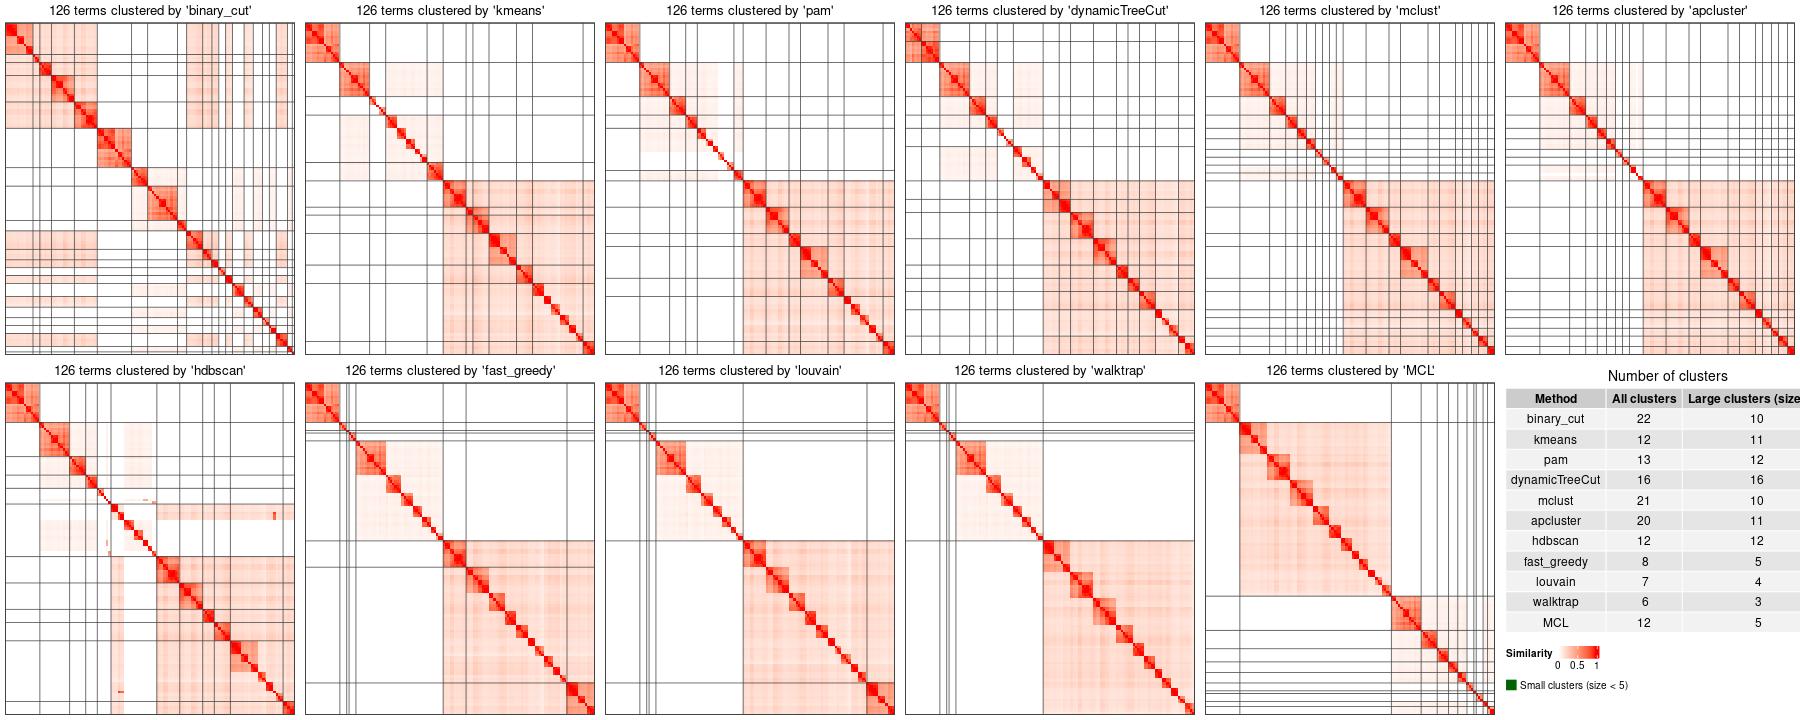 126 terms clustered by 'binary_cut'
126 terms clustered by 'kmeans'
126 terms clustered by 'pam'
126 terms clustered by 'dynamicTreeCut'
126 terms clustered by 'mclust'
126 terms clustered by 'apcluster'
126 terms clustered by 'hdbscan'
126 terms clustered by 'fast_greedy'
126 terms clustered by 'louvain'
126 terms clustered by 'walktrap'
126 terms clustered by 'MCL'
Number of clusters
Method All clusters Large clusters (size
binary_cut 22 10
kmeans 12 11
pam 13 12
dynamicTreeCut 16 16
mclust 21 10
apcluster 20 11
hdbscan 12 12
fast_greedy 8 5
louvain 7 4
walktrap 6 3
MCL 12 5
Similarity
0 0.5 1
Small clusters (size < 5)